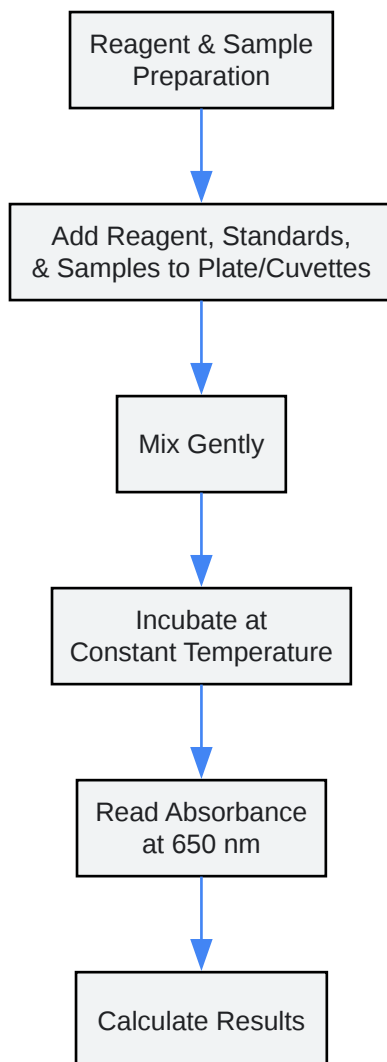 Reagent & Sample
Preparation
Add Reagent, Standards,
& Samples to Plate/Cuvettes
Mix Gently
Incubate at
Constant Temperature
Read Absorbance
at 650 nm
Calculate Results